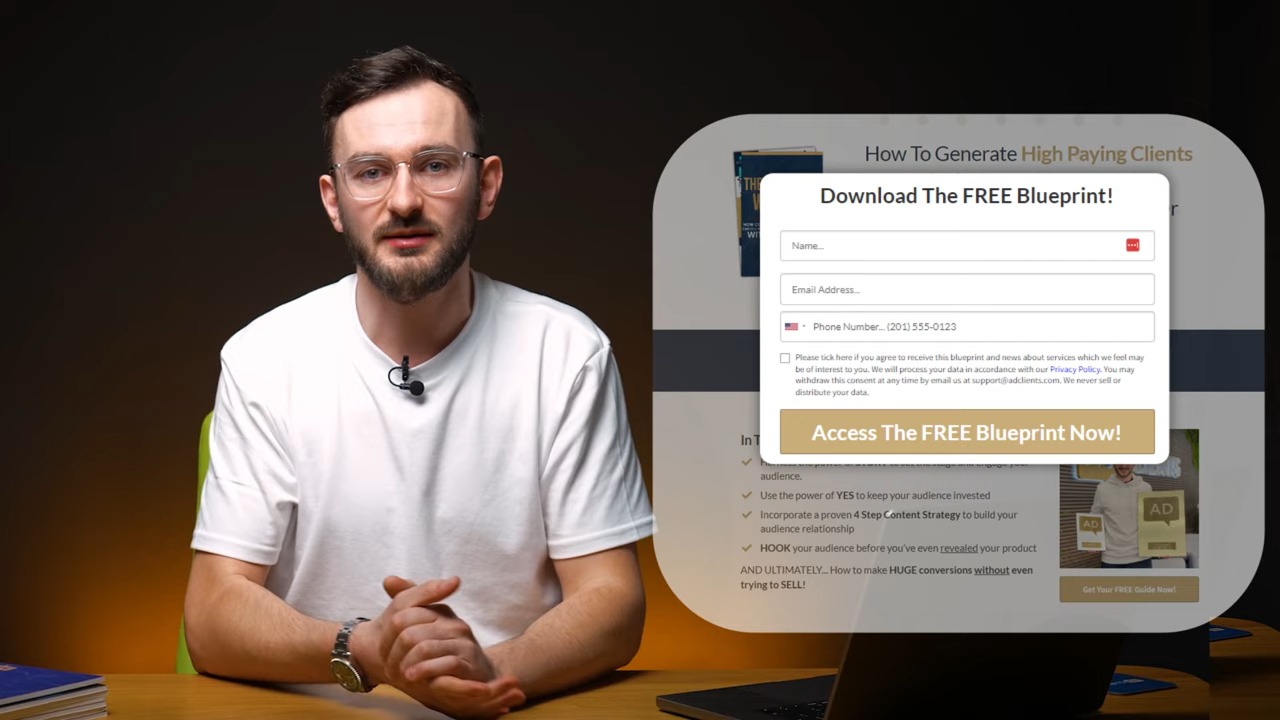 How To Generate High Paying Clients
Download The FREE Blueprint!
Name...
Email Address...
Phone Number... (201) 555-0123
Please tick here if you agree to receive this blueprint and news about services which we feel may
be of interest to you. We will process your data in accordance with our Privacy Policy. You may
withdraw this consent at any time by email us at support@adclients.com. We never sell or
distribute your data.
Access The FREE Blueprint Now!
In
audience.
Use the power of YES to keep your audience invested
Incorporate a proven 4 Step Content Strategy to build your
audience relationship
HOOK your audience before you've even revealed your product
AND ULTIMATELY... How to make HUGE conversions without even
trying to SELL!
AD
AD
Get Your FREE Guide Now!